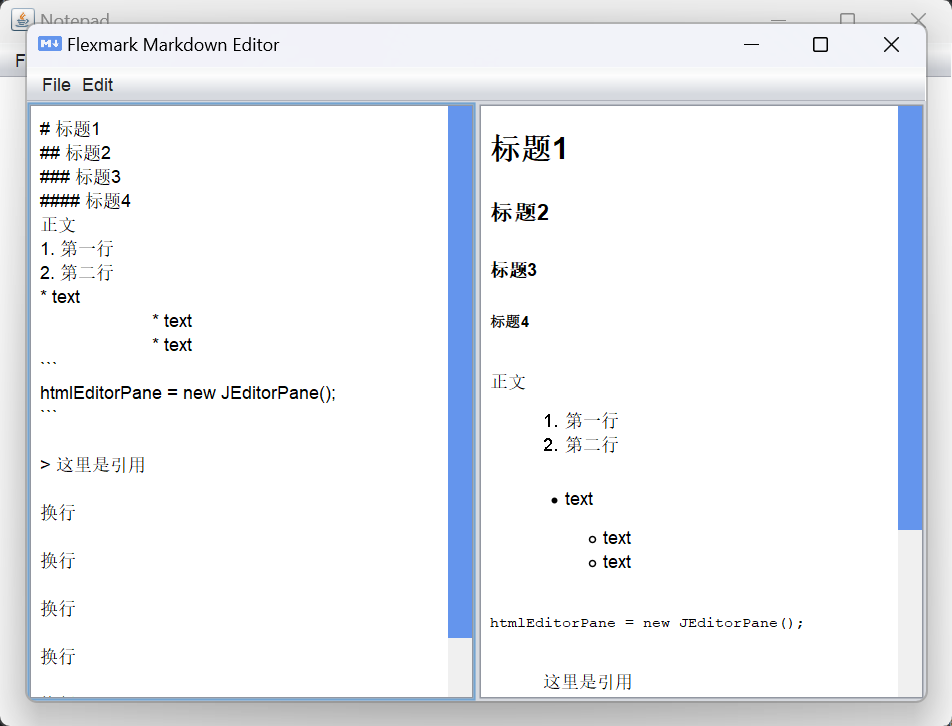 Notepad
M↓ Flexmark Markdown Editor
F
File Edit
# 标题1
## 标题2
### 标题3
#### 标题4
正文
1. 第一行
2. 第二行
* text
* text
* text
```
htmlEditorPane = new JEditorPane();
```
> 这里是引用
换行
换行
换行
换行
标题1
标题2
标题3
标题4
正文
1. 第一行
2. 第二行
• text
○ text
○ text
htmlEditorPane = new JEditorPane();
这里是引用